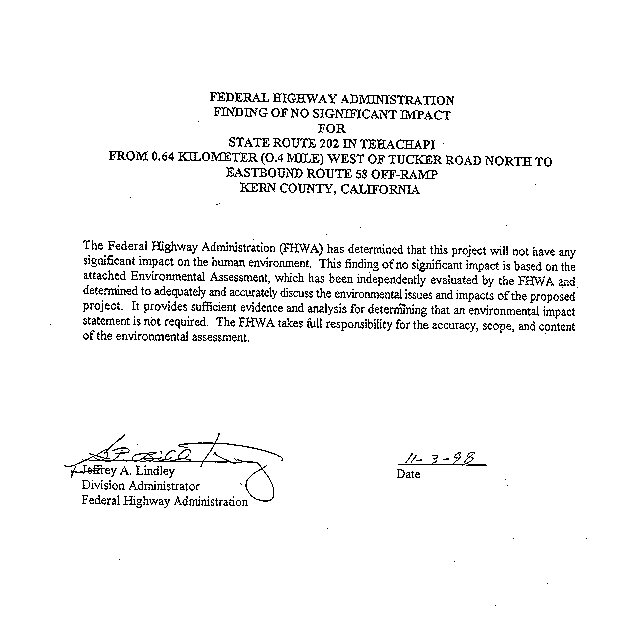 FEDERAL HIGHWAY ADMINISTRATION
FINDING OF NO SIGNIFICANT IMPACT
FOR
STATE ROUTE 202 IN TEHACHAPI
FROM 0.64 KILOMETER (O.4 MILE) WEST OF TUCKER ROAD NORTH TO
EASTBOUND ROUTE 58 OFF-RAMP
KERN COUNTY, CALIFORNIA
The Federal Highway Administration (FHWA) has determined that this project will not have any
significant impact on the human environment. This finding of no significant impact is based on the
attached Environmental Assessment, which has been independently evaluated by the FHWA and
determined to adequately and accurately discuss the environmental issues and impacts of the proposed
project. It provides sufficient evidence and analysis for determining that an environmental impact
statement is not required. The FHWA takes full responsibility for the accuracy, scope, and content
of the environmental assessment.
11-3-98
Jeffrey A. Lindley
Date
Division Administrator
Federal Highway Administration